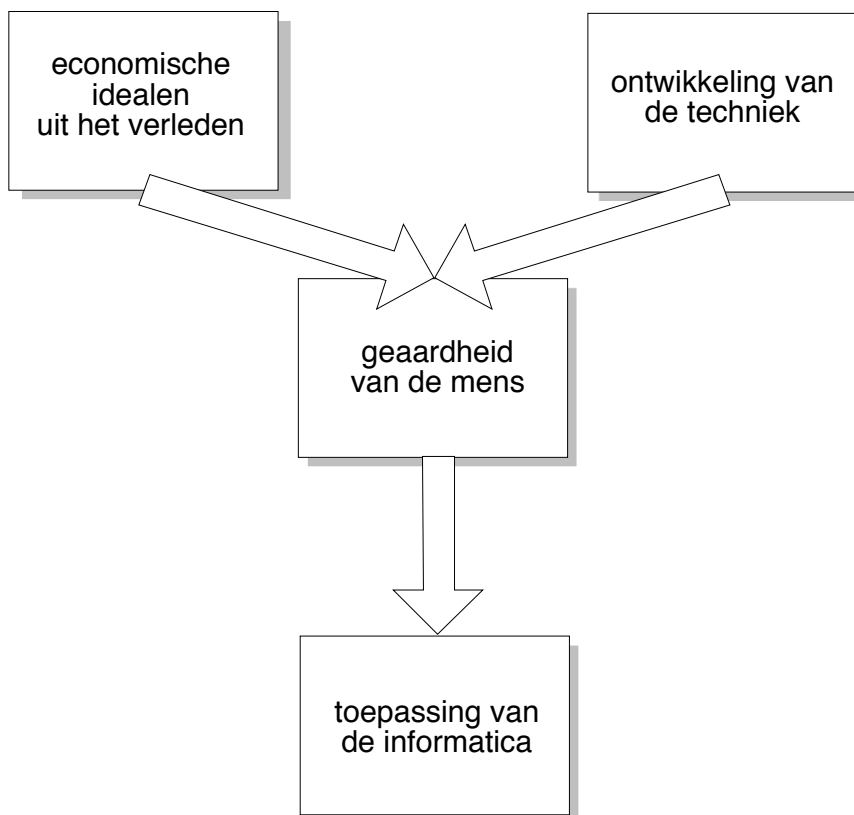 economische
idealen
uit het verleden
ontwikkeling van
de techniek
geaardheid
van de mens
toepassing van
de informatica